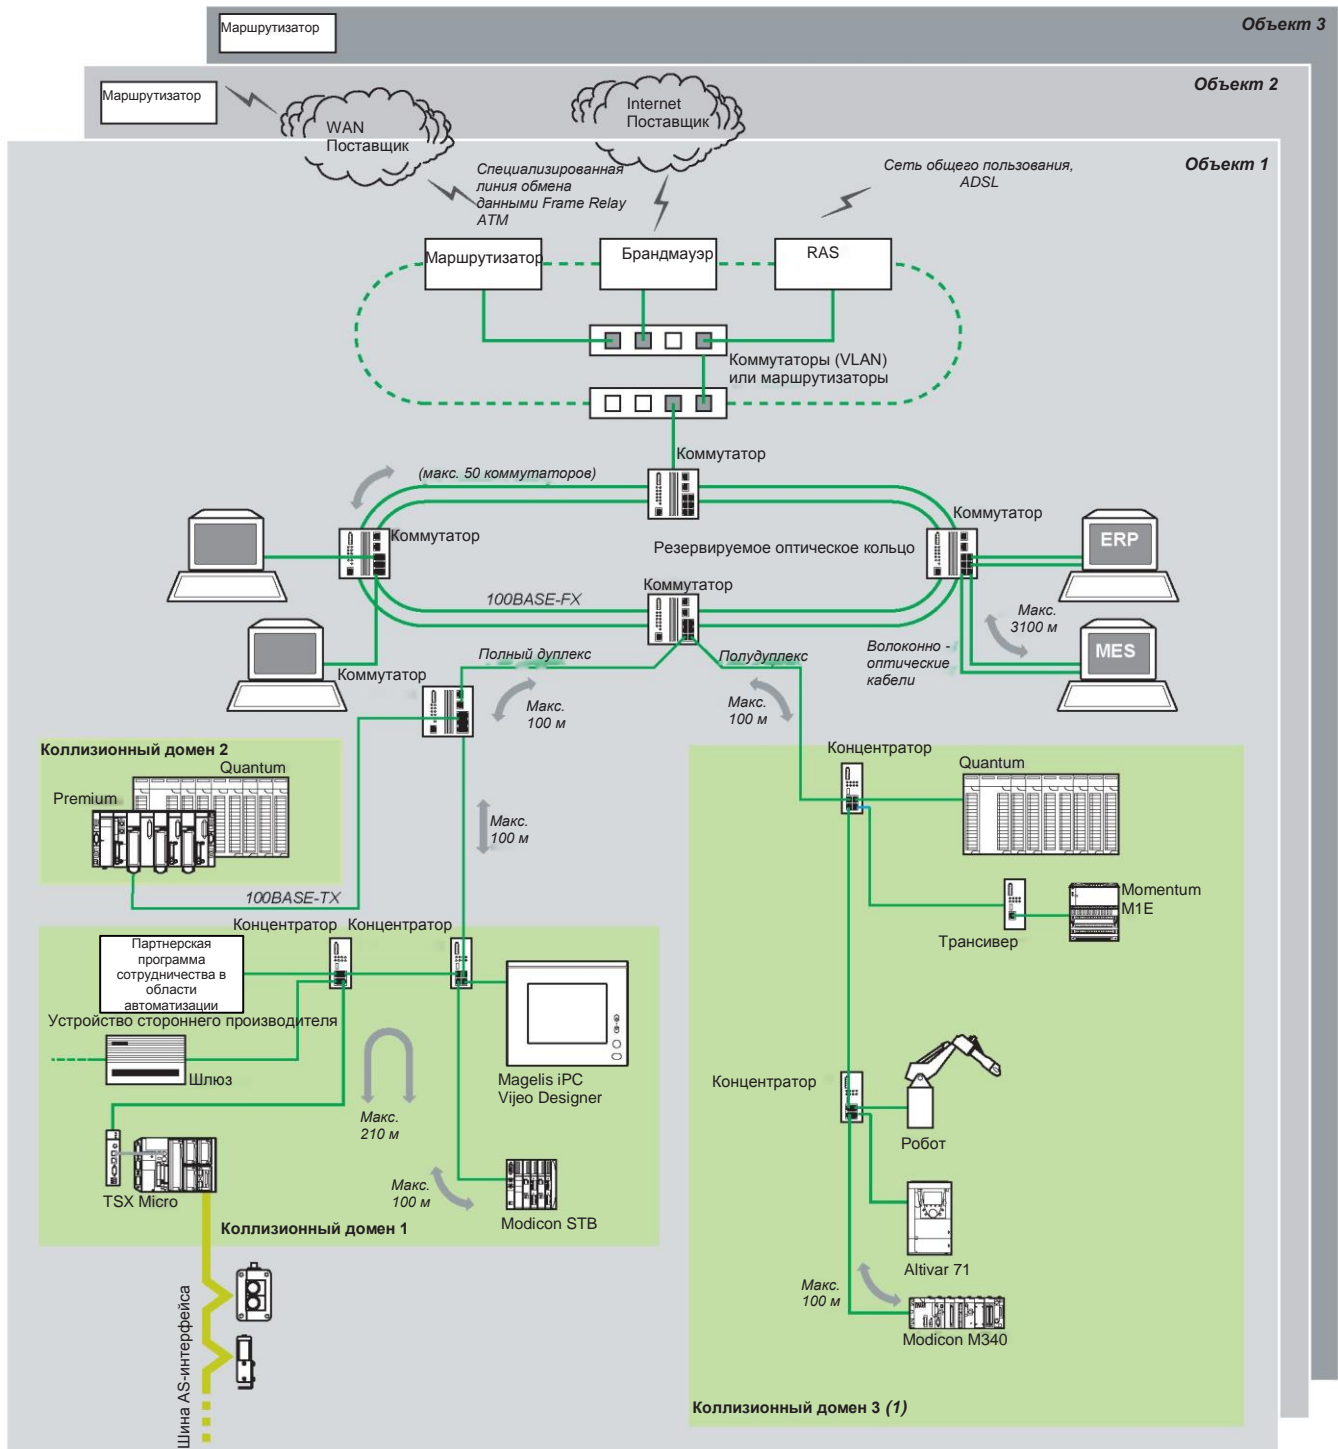 Маршрутизатор
Объект 3
Маршрутизатор
Объект 2
WAN
Поставщик
Internet
Поставщик
Объект 1
Специализированная
линия обмена
данными Frame Relay
ATM
Сеть общего пользования,
ADSL
Маршрутизатор
Брандмауэр
RAS
Коммутаторы (VLAN)
или маршрутизаторы
Коммутатор
(макс. 50 коммутаторов)
Коммутатор
Коммутатор
Резервируемое оптическое кольцо
ERP
Коммутатор
100BASE-FX
Макс.
3100 м
MES
Волоконно -
оптические
кабели
Полный дуплекс
Полудуплекс
Коммутатор
Макс.
100 м
Макс.
100 м
Коллизионный домен 2
Quantum
Premium
Макс.
100 м
100BASE-TX
Концентратор
Quantum
Momentum
M1E
Трансивер
Концентратор
Концентратор
Партнерская
программа
сотрудничества в
области
автоматизации
Устройство стороннего производителя
Шлюз
Magelis iPC
Vijeo Designer
Макс.
210 м
Макс.
100 м
TSX Micro
Modicon STB
Коллизионный домен 1
Шина AS-интерфейса
Концентратор
Робот
Altivar 71
Макс.
100 м
Modicon M340
Коллизионный домен 3 (1)